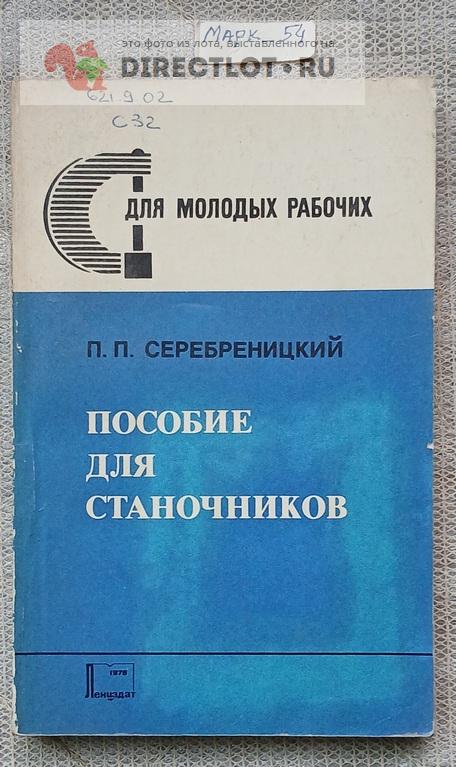 МАРК 54
это фото из лота, выставленного на
DIRECTLOT.RU
621.9 02
С32
ДЛЯ МОЛОДЫХ РАБОЧИХ
П. П. СЕРЕБРЕНИЦКИЙ
ПОСОБИЕ
ДЛЯ
СТАНОЧНИКОВ
1978
Лениздат